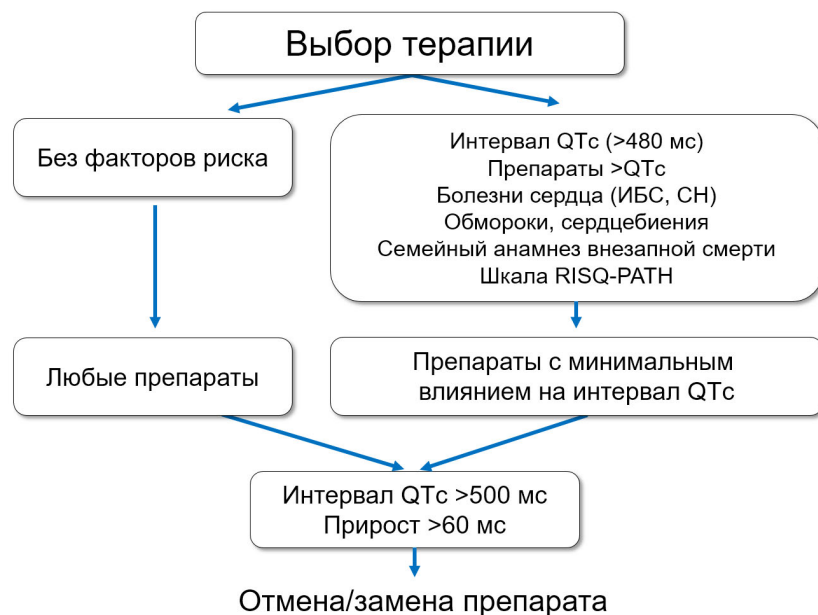 Выбор терапии
Без факторов риска
Интервал QTc (>480 мс)
Препараты >QTc
Болезни сердца (ИБС, СН)
Обмороки, сердцебиения
Семейный анамнез внезапной смерти
Шкала RISQ-PATH
Любые препараты
Препараты с минимальным
влиянием на интервал QTc
Интервал QTc >500 мс
Прирост >60 мс
Отмена/замена препарата